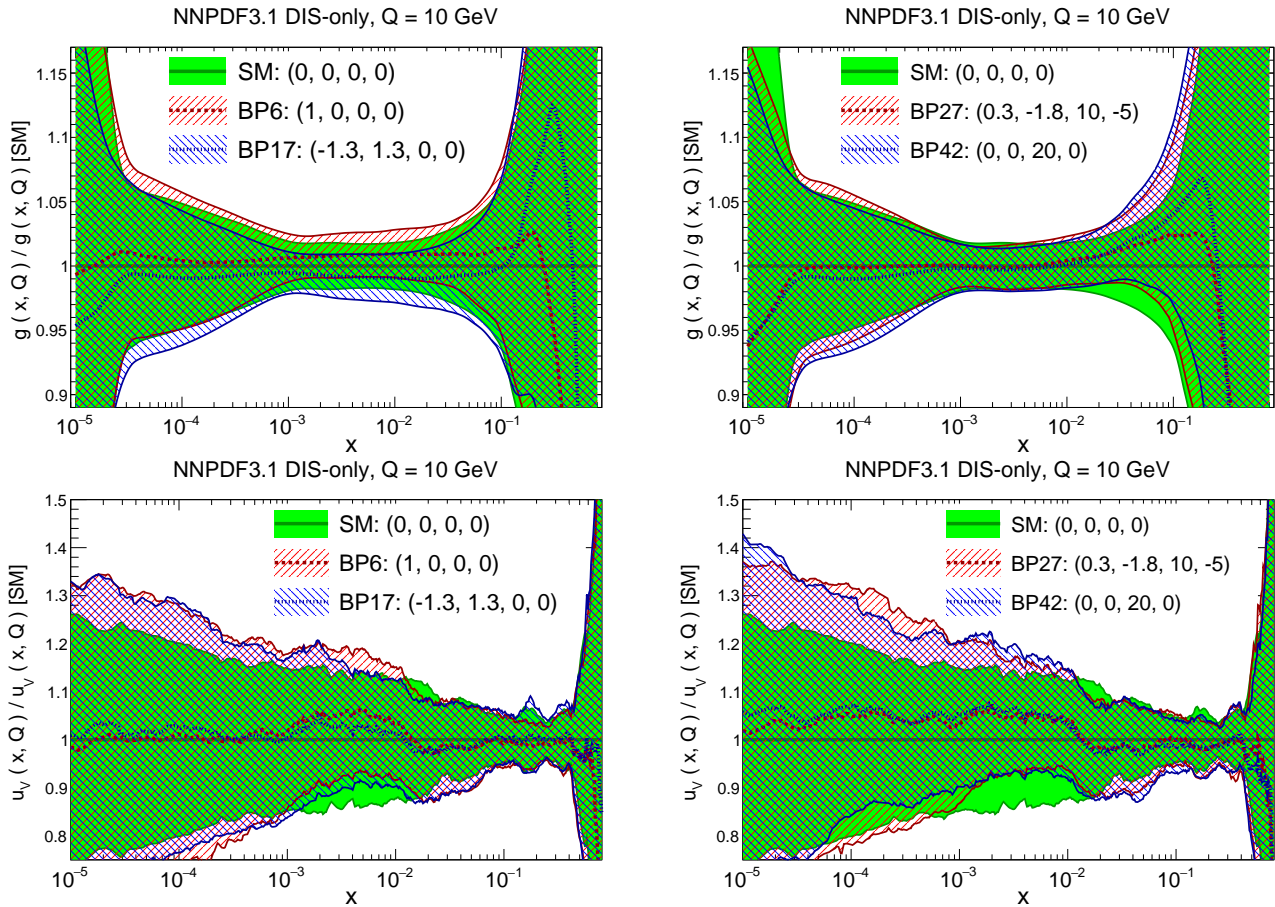 NNPDF3.1 DIS-only, Q = 10 GeV
g ( x, Q ) / g ( x, Q ) [SM]
1.15
1.1
1.05
1
0.95
0.9
SM: (0, 0, 0, 0)
BP6: (1, 0, 0, 0)
BP17: (-1.3, 1.3, 0, 0)
10⁻⁵ 10⁻⁴ 10⁻³ 10⁻² 10⁻¹
x
NNPDF3.1 DIS-only, Q = 10 GeV
g ( x, Q ) / g ( x, Q ) [SM]
1.15
1.1
1.05
1
0.95
0.9
SM: (0, 0, 0, 0)
BP27: (0.3, -1.8, 10, -5)
BP42: (0, 0, 20, 0)
10⁻⁵ 10⁻⁴ 10⁻³ 10⁻² 10⁻¹
x
NNPDF3.1 DIS-only, Q = 10 GeV
u_V ( x, Q ) / u_V ( x, Q ) [SM]
1.5
1.4
1.3
1.2
1.1
1
0.9
0.8
SM: (0, 0, 0, 0)
BP6: (1, 0, 0, 0)
BP17: (-1.3, 1.3, 0, 0)
10⁻⁵ 10⁻⁴ 10⁻³ 10⁻² 10⁻¹
x
NNPDF3.1 DIS-only, Q = 10 GeV
u_V ( x, Q ) / u_V ( x, Q ) [SM]
1.5
1.4
1.3
1.2
1.1
1
0.9
0.8
SM: (0, 0, 0, 0)
BP27: (0.3, -1.8, 10, -5)
BP42: (0, 0, 20, 0)
10⁻⁵ 10⁻⁴ 10⁻³ 10⁻² 10⁻¹
x